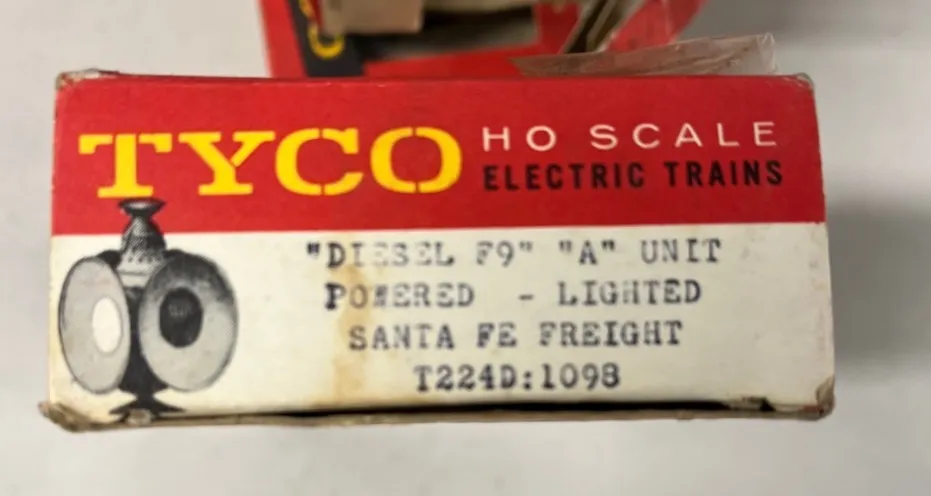 TYCO
HO SCALE
ELECTRIC TRAINS
"DIESEL F9" "A" UNIT
POWERED - LIGHTED
SANTA FE FREIGHT
T224D:1098